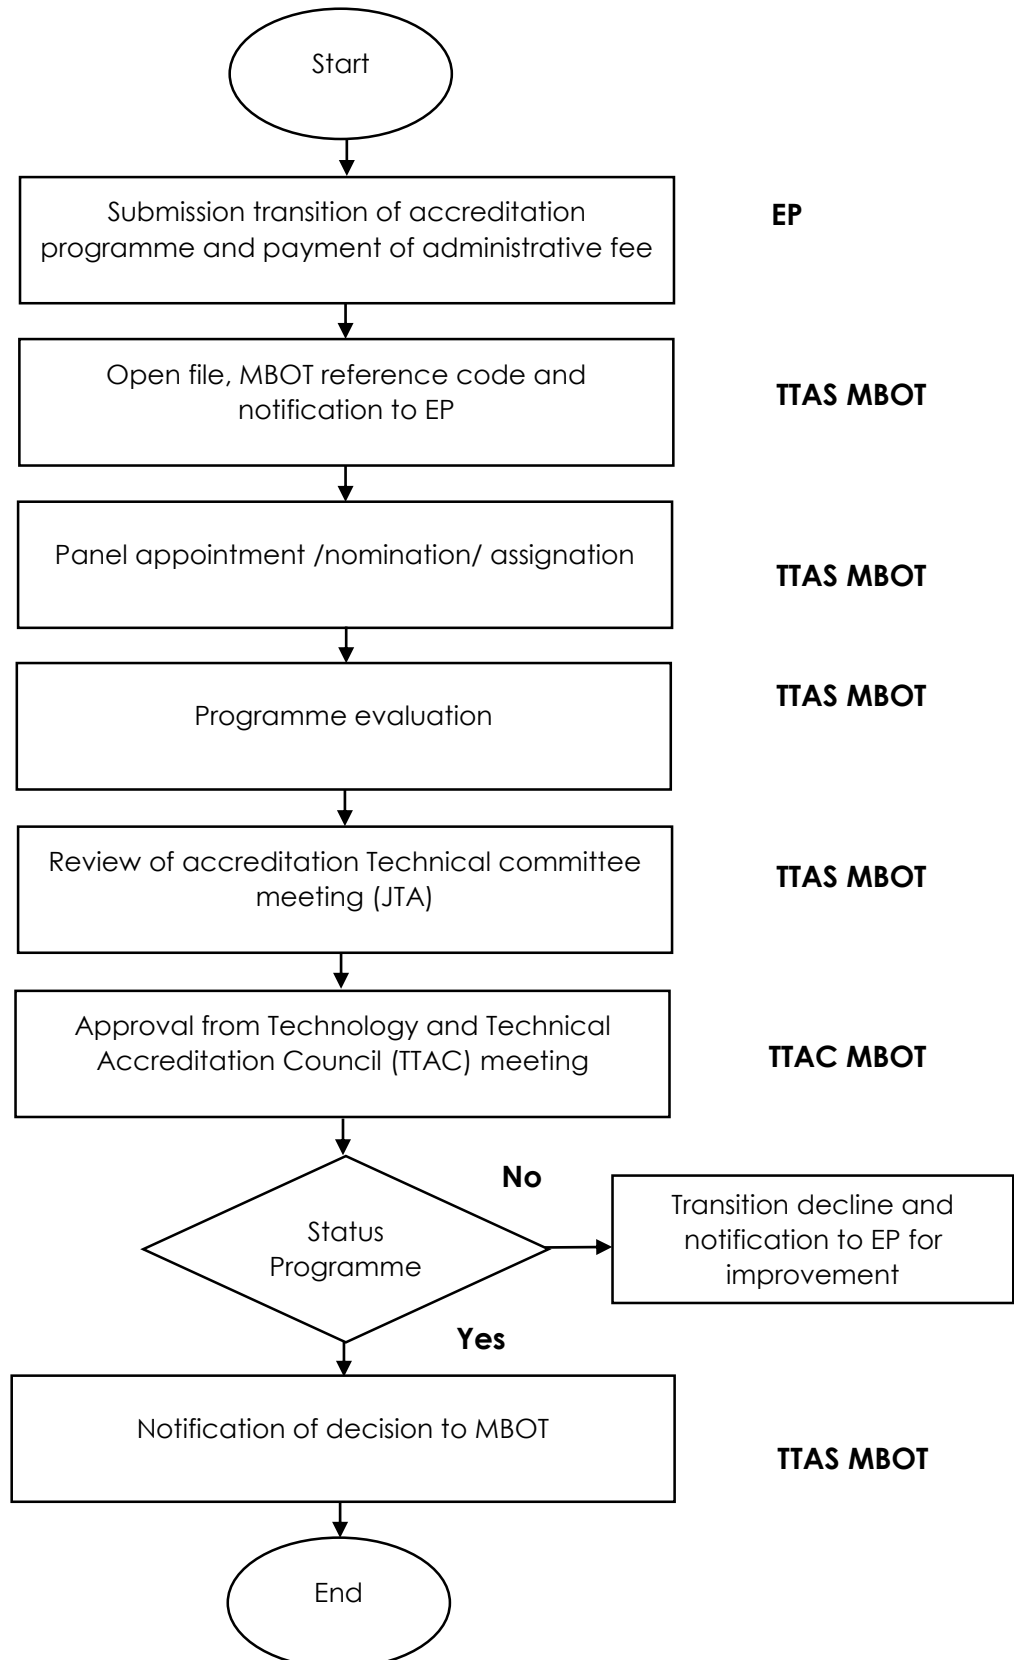 Start
Submission transition of accreditation
programme and payment of administrative fee
EP
Open file, MBOT reference code and
notification to EP
TTAS MBOT
Panel appointment /nomination/ assignation
TTAS MBOT
Programme evaluation
TTAS MBOT
Review of accreditation Technical committee
meeting (JTA)
TTAS MBOT
Approval from Technology and Technical
Accreditation Council (TTAC) meeting
TTAC MBOT
Status
Programme
No
Transition decline and
notification to EP for
improvement
Yes
Notification of decision to MBOT
TTAS MBOT
End